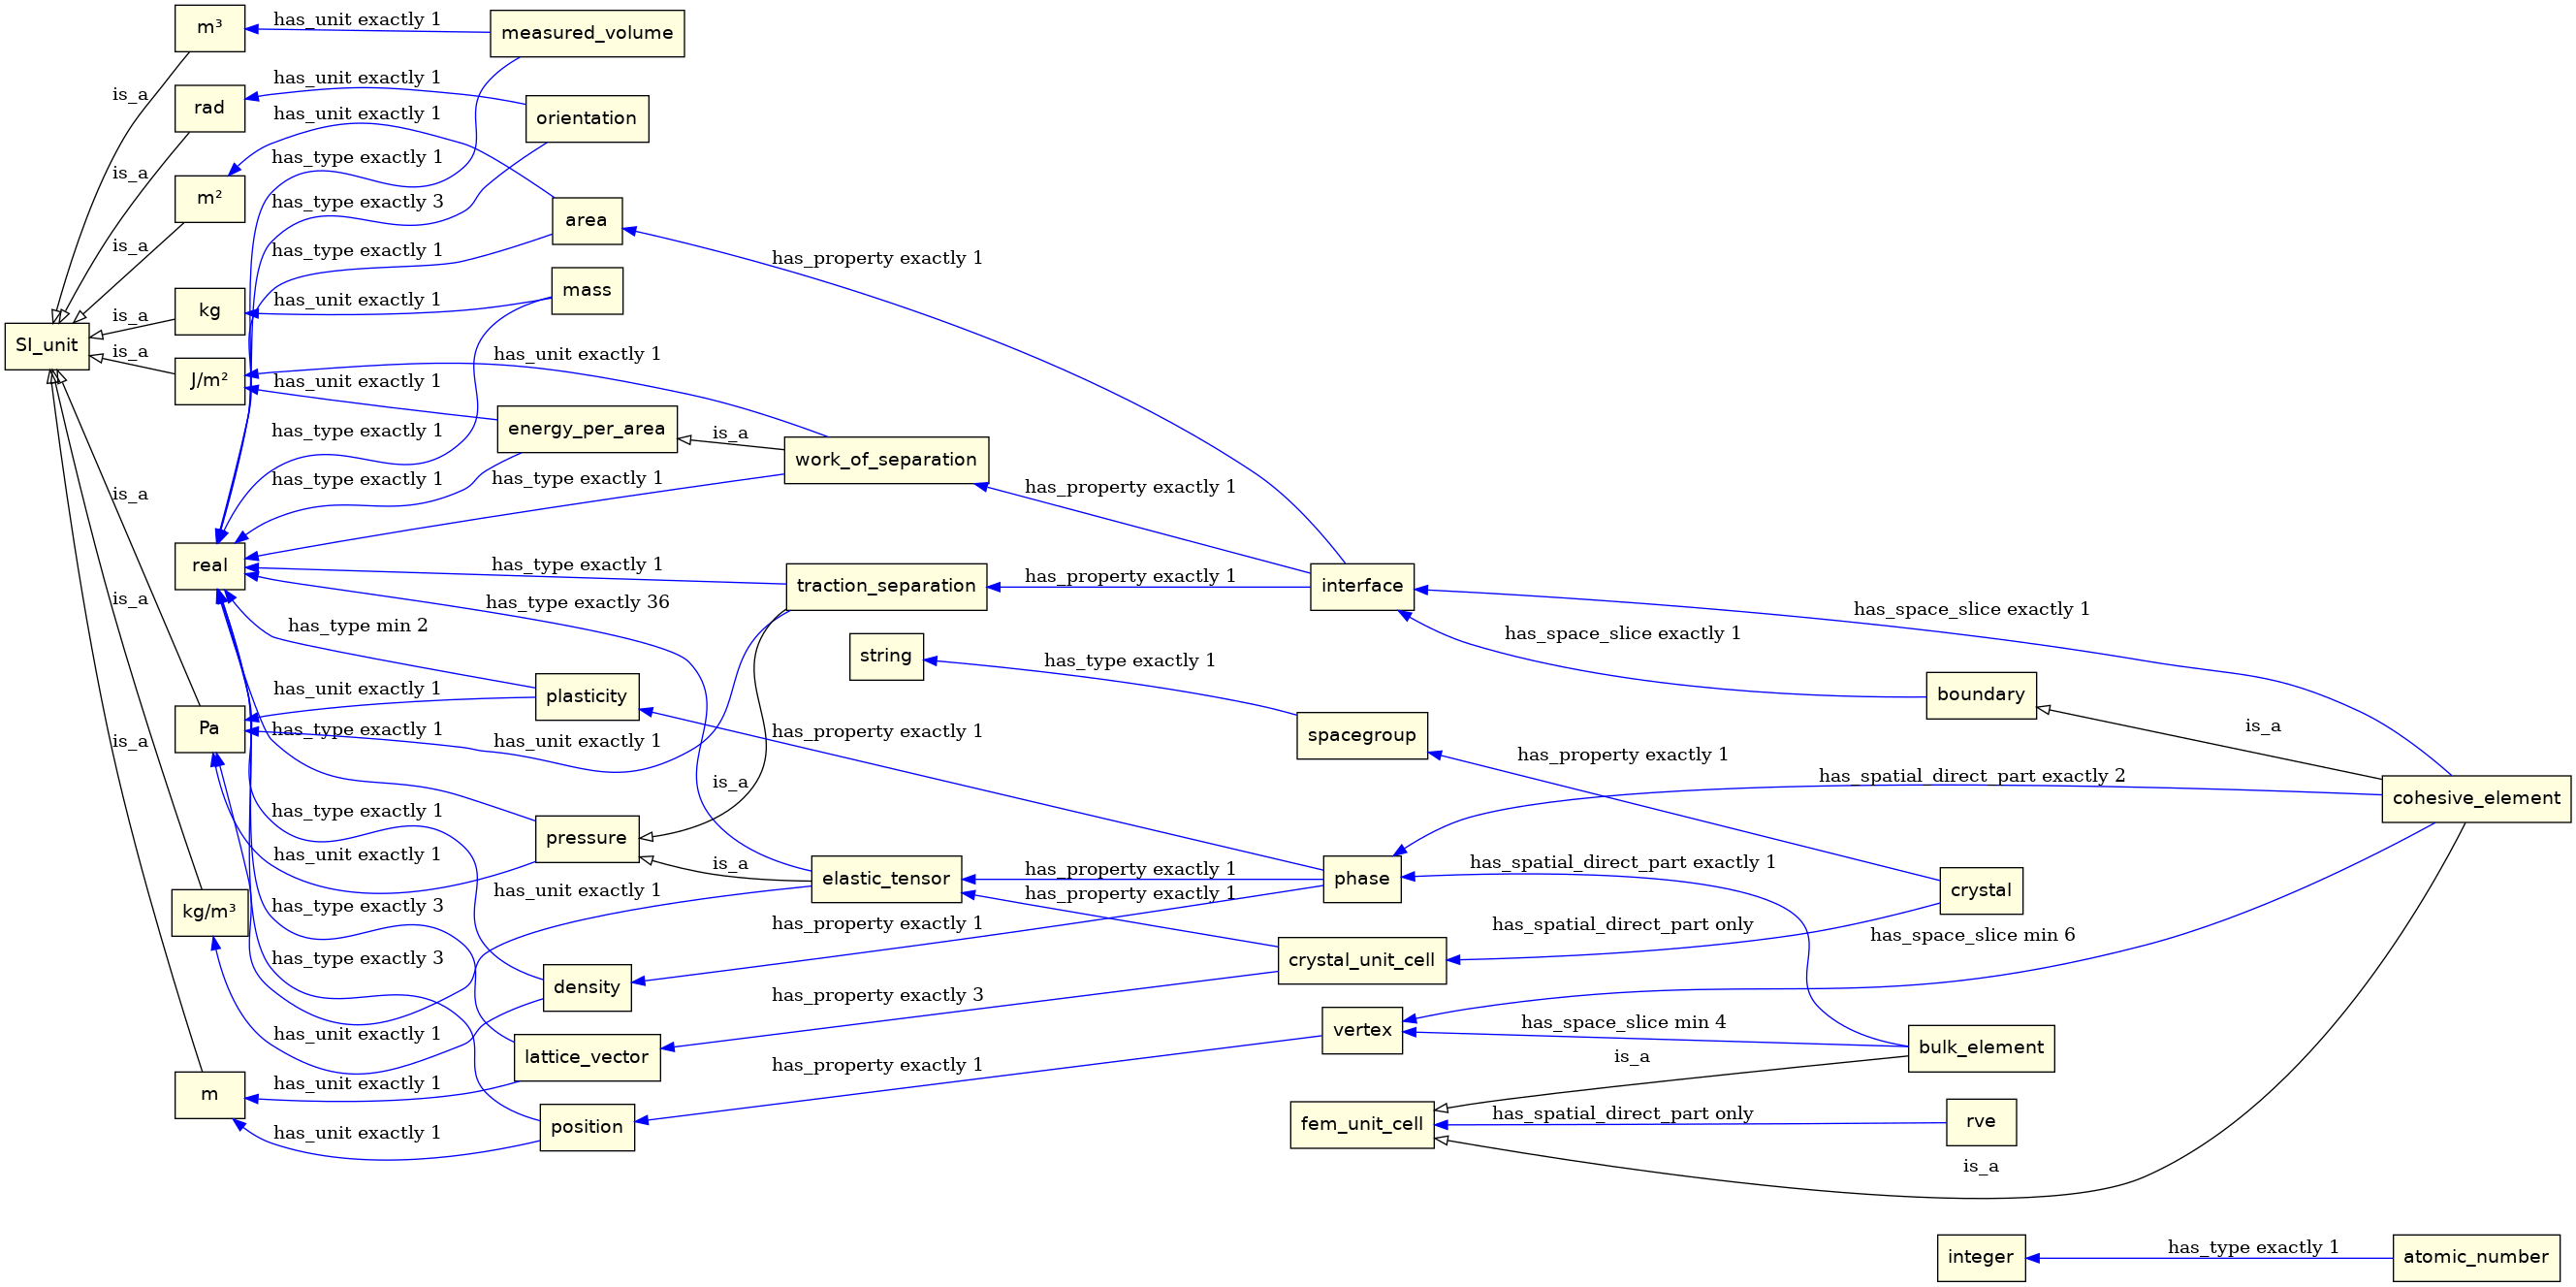 m³
has_unit exactly 1
measured_volume
has_unit exactly 1
rad
is_a
has_unit exactly 1
orientation
has_type exactly 1
is_a
m²
has_type exactly 3
area
is_a
has_type exactly 1
has_property exactly 1
mass
kg
has_unit exactly 1
is_a
SI_unit
is_a
J/m²
has_unit exactly 1
has_unit exactly 1
energy_per_area
is_a
has_type exactly 1
work_of_separation
has_type exactly 1
has_type exactly 1
has_property exactly 1
is_a
real
has_type exactly 1
has_property exactly 1
traction_separation
interface
has_type exactly 36
is_a
has_space_slice exactly 1
has_type min 2
has_space_slice exactly 1
string
has_type exactly 1
has_unit exactly 1
plasticity
boundary
Pa
has_type exactly 1
has_unit exactly 1
has_property exactly 1
spacegroup
is_a
is_a
has_property exactly 1
is_a
has_spatial_direct_part exactly 2
cohesive_element
has_type exactly 1
pressure
has_unit exactly 1
is_a
has_spatial_direct_part exactly 1
elastic_tensor
has_property exactly 1
phase
has_unit exactly 1
has_property exactly 1
crystal
kg/m³
has_type exactly 3
has_property exactly 1
has_spatial_direct_part only
has_space_slice min 6
has_type exactly 3
crystal_unit_cell
density
has_property exactly 3
has_space_slice min 4
vertex
has_unit exactly 1
lattice_vector
has_property exactly 1
is_a
bulk_element
has_unit exactly 1
m
has_spatial_direct_part only
fem_unit_cell
rve
has_unit exactly 1
position
is_a
integer
has_type exactly 1
atomic_number